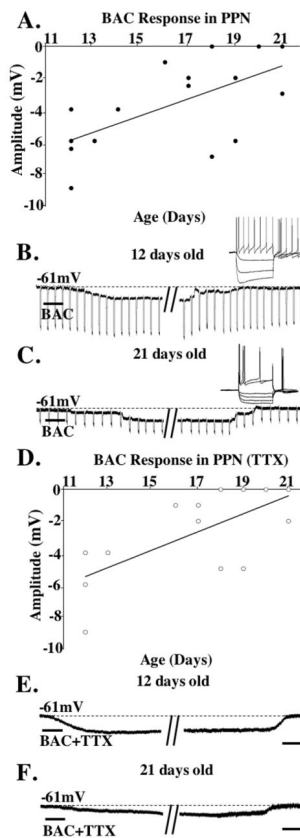 A. BAC Response in PPN
11 13 15 17 19 21
0
-2
-4
-6
-8
-10
Amplitude (mV)
Age (Days)
B. 12 days old
-61mV
BAC
C. 21 days old
-61mV
BAC
D. BAC Response in PPN (TTX)
11 13 15 17 19 21
0
-2
-4
-6
-8
-10
Amplitude (mV)
Age (Days)
E. 12 days old
-61mV
BAC+TTX
F. 21 days old
-61mV
BAC+TTX